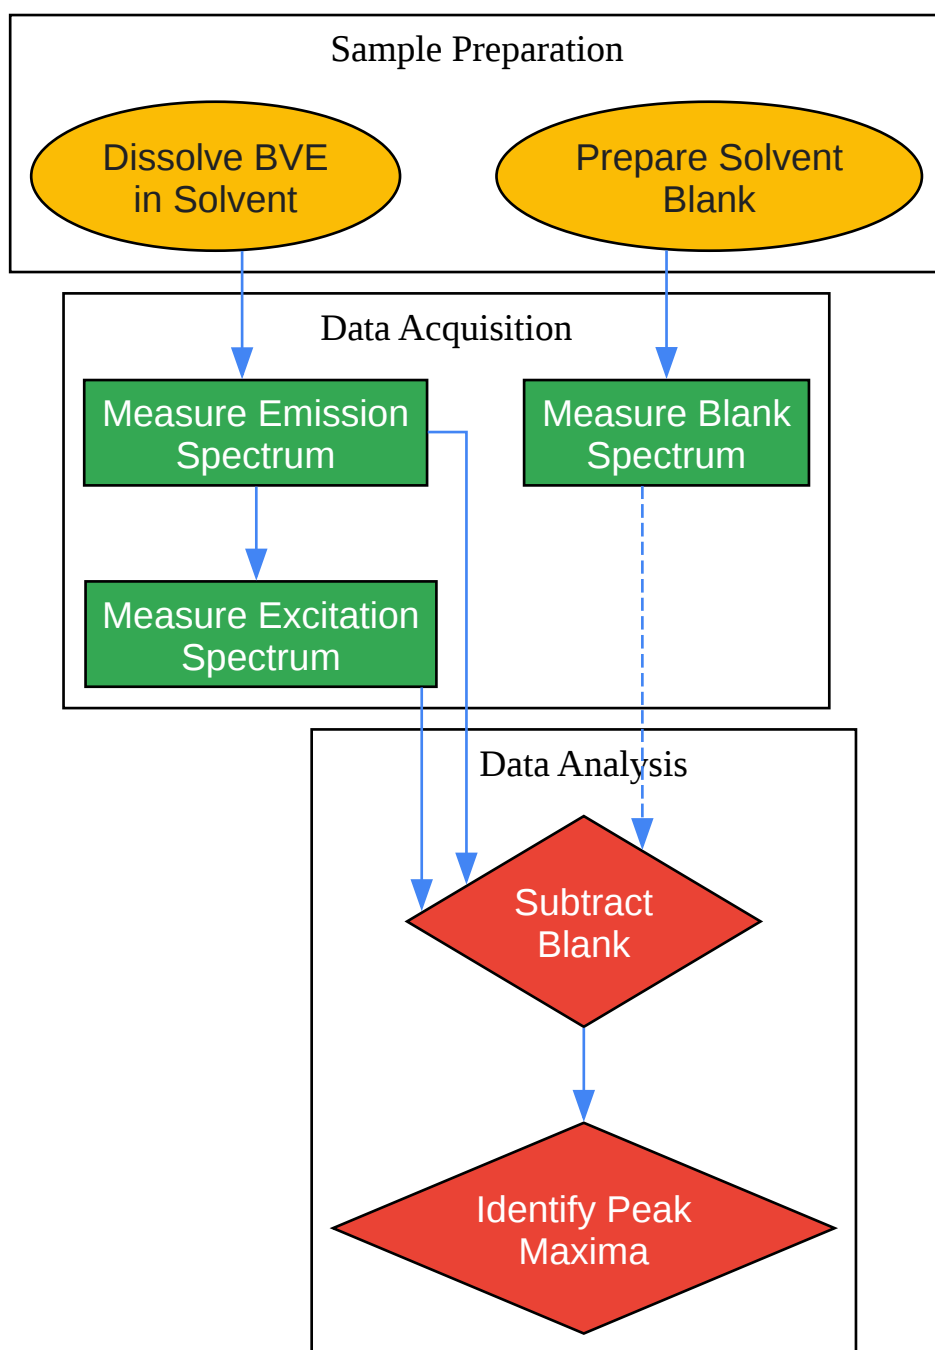 Sample Preparation
Dissolve BVE
in Solvent
Prepare Solvent
Blank
Data Acquisition
Measure Emission
Spectrum
Measure Blank
Spectrum
Measure Excitation
Spectrum
Data Analysis
Subtract
Blank
Identify Peak
Maxima